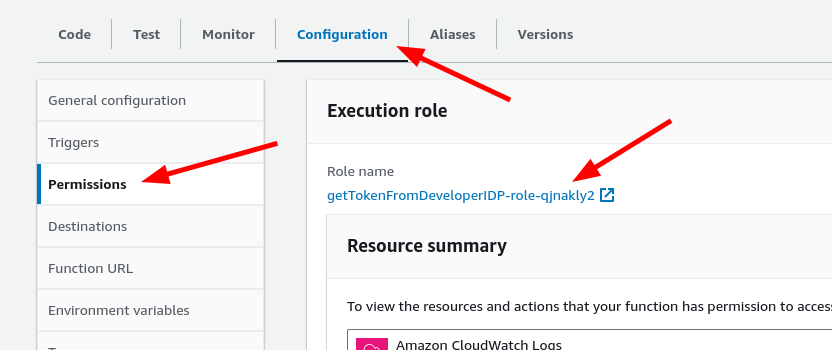 Code
Test
Monitor
Configuration
Aliases
Versions
General configuration
Triggers
Permissions
Destinations
Function URL
Environment variables
Execution role
Role name
getTokenFromDeveloperIDP-role-qjnakly2
Resource summary
To view the resources and actions that your function has permission to access
Amazon CloudWatch Logs